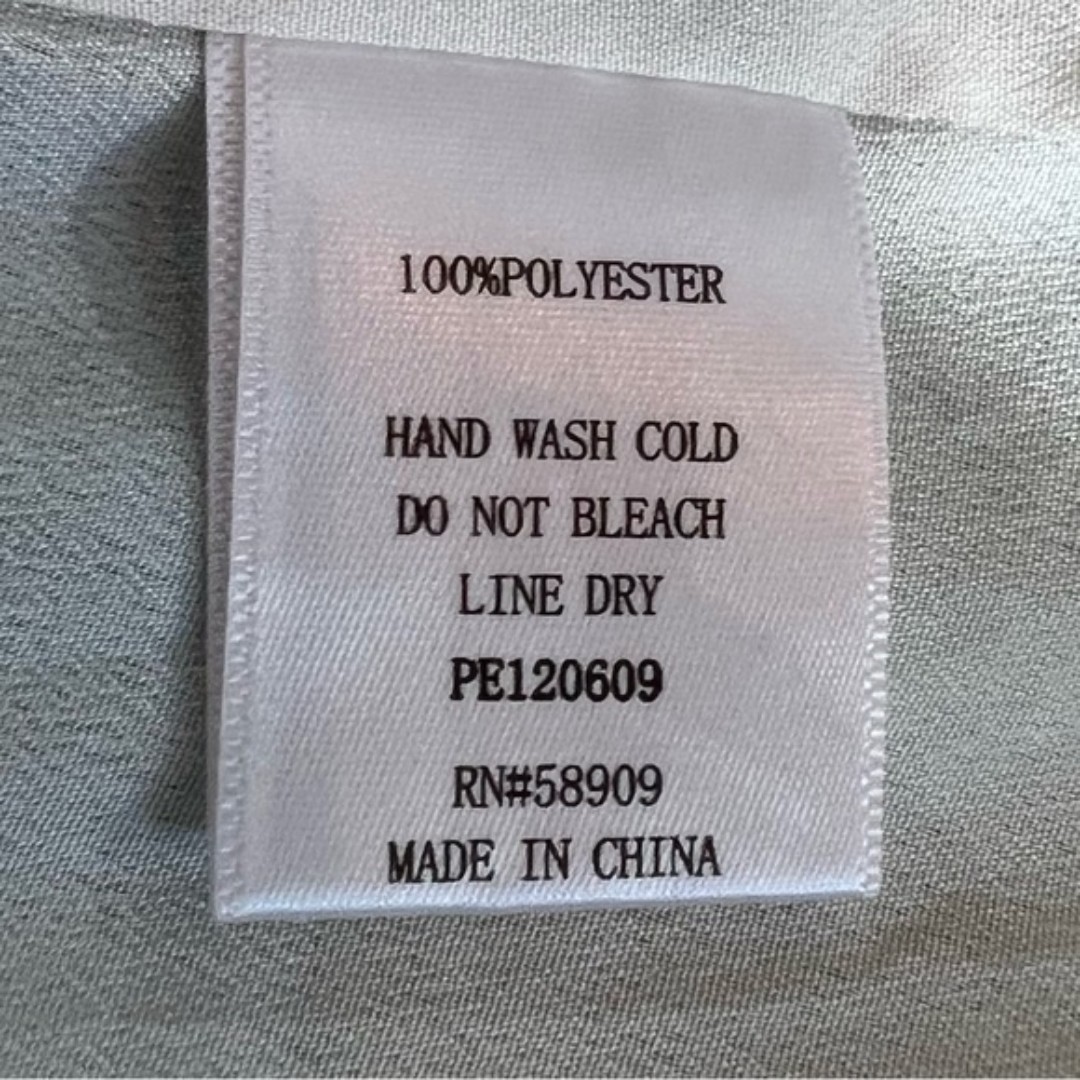 100%POLYESTER
HAND WASH COLD
DO NOT BLEACH
LINE DRY
PE120609
RN#58909
MADE IN CHINA